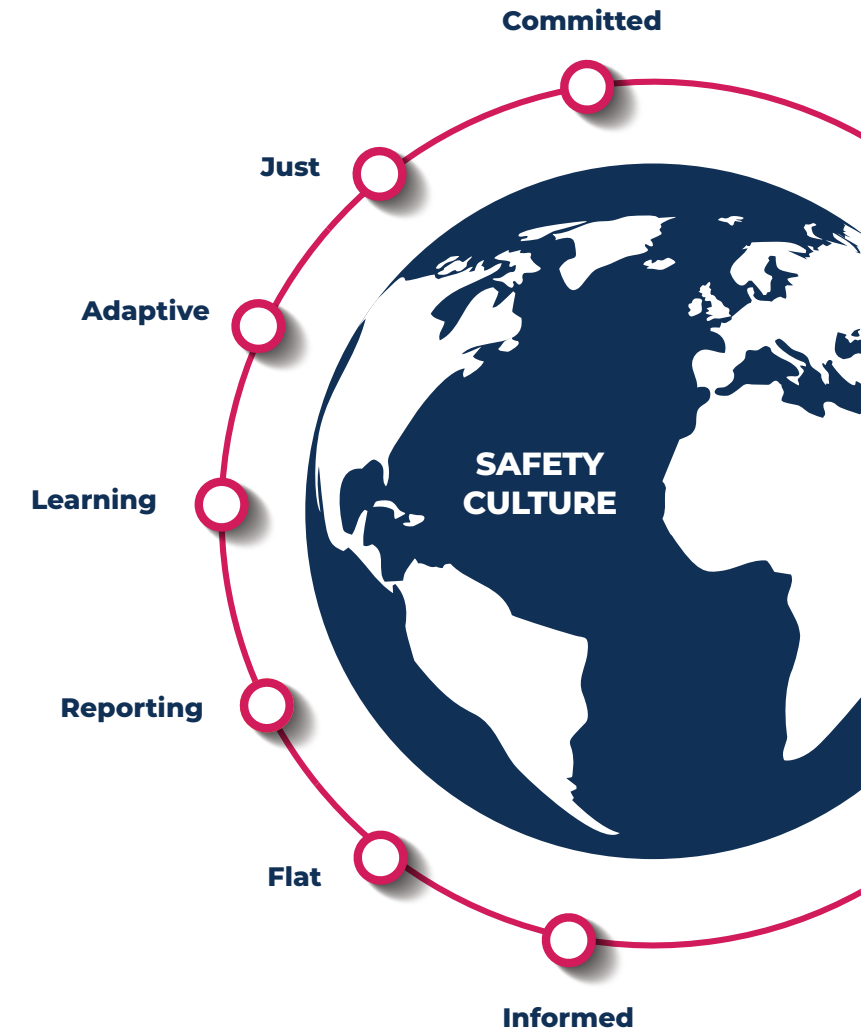 Committed
Just
Adaptive
SAFETY
CULTURE
Learning
Reporting
Flat
Informed